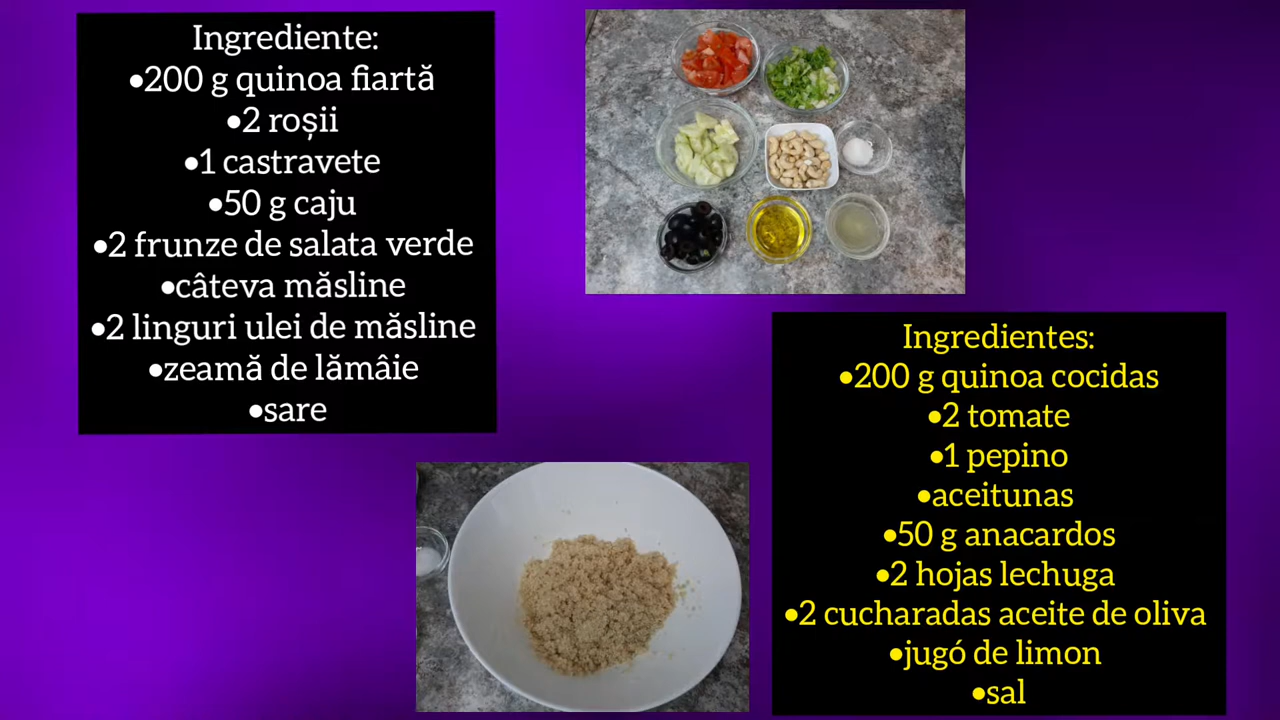 Ingrediente:
•200 g quinoa fiartă
•2 roșii
•1 castravete
•50 g caju
•2 frunze de salata verde
•câteva măsline
•2 linguri ulei de măsline
•zeamă de lămâie
•sare
Ingredientes:
•200 g quinoa cocidas
•2 tomate
•1 pepino
•aceitunas
•50 g anacardos
•2 hojas lechuga
•2 cucharadas aceite de oliva
•jugó de limon
•sal